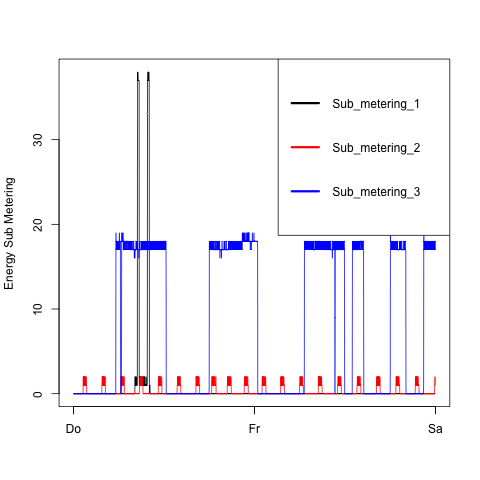 Energy Sub Metering
30
20
10
0
Do
Fr
Sa
Sub_metering_1
Sub_metering_2
Sub_metering_3